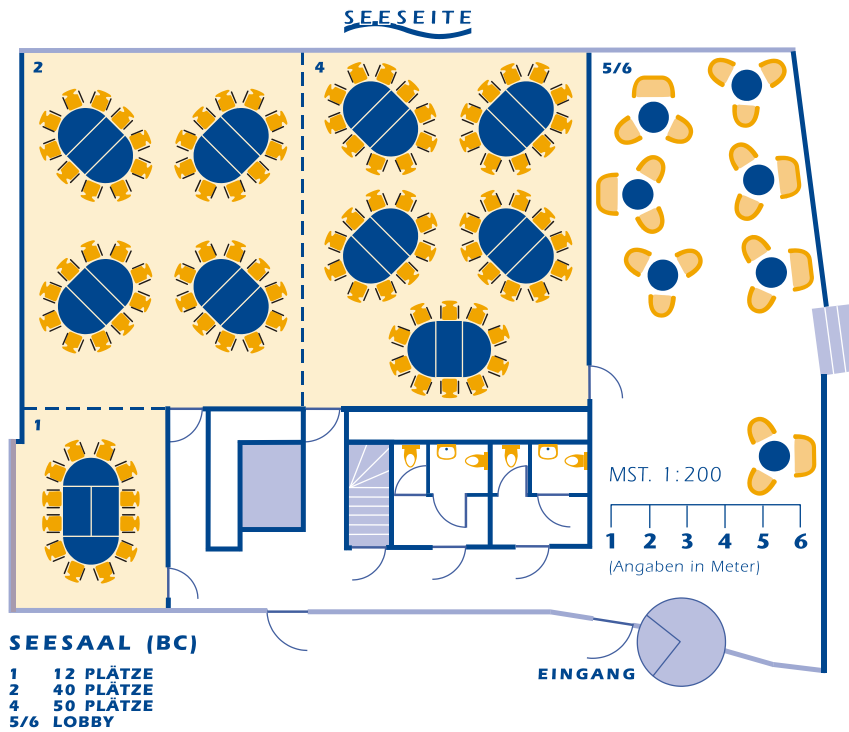 SEESEITE
2
4
5/6
1
MST. 1:200
1 2 3 4 5 6
(Angaben in Meter)
SEESAAL (BC)
1 12 PLÄTZE
2 40 PLÄTZE
4 50 PLÄTZE
5/6 LOBBY
EINGANG